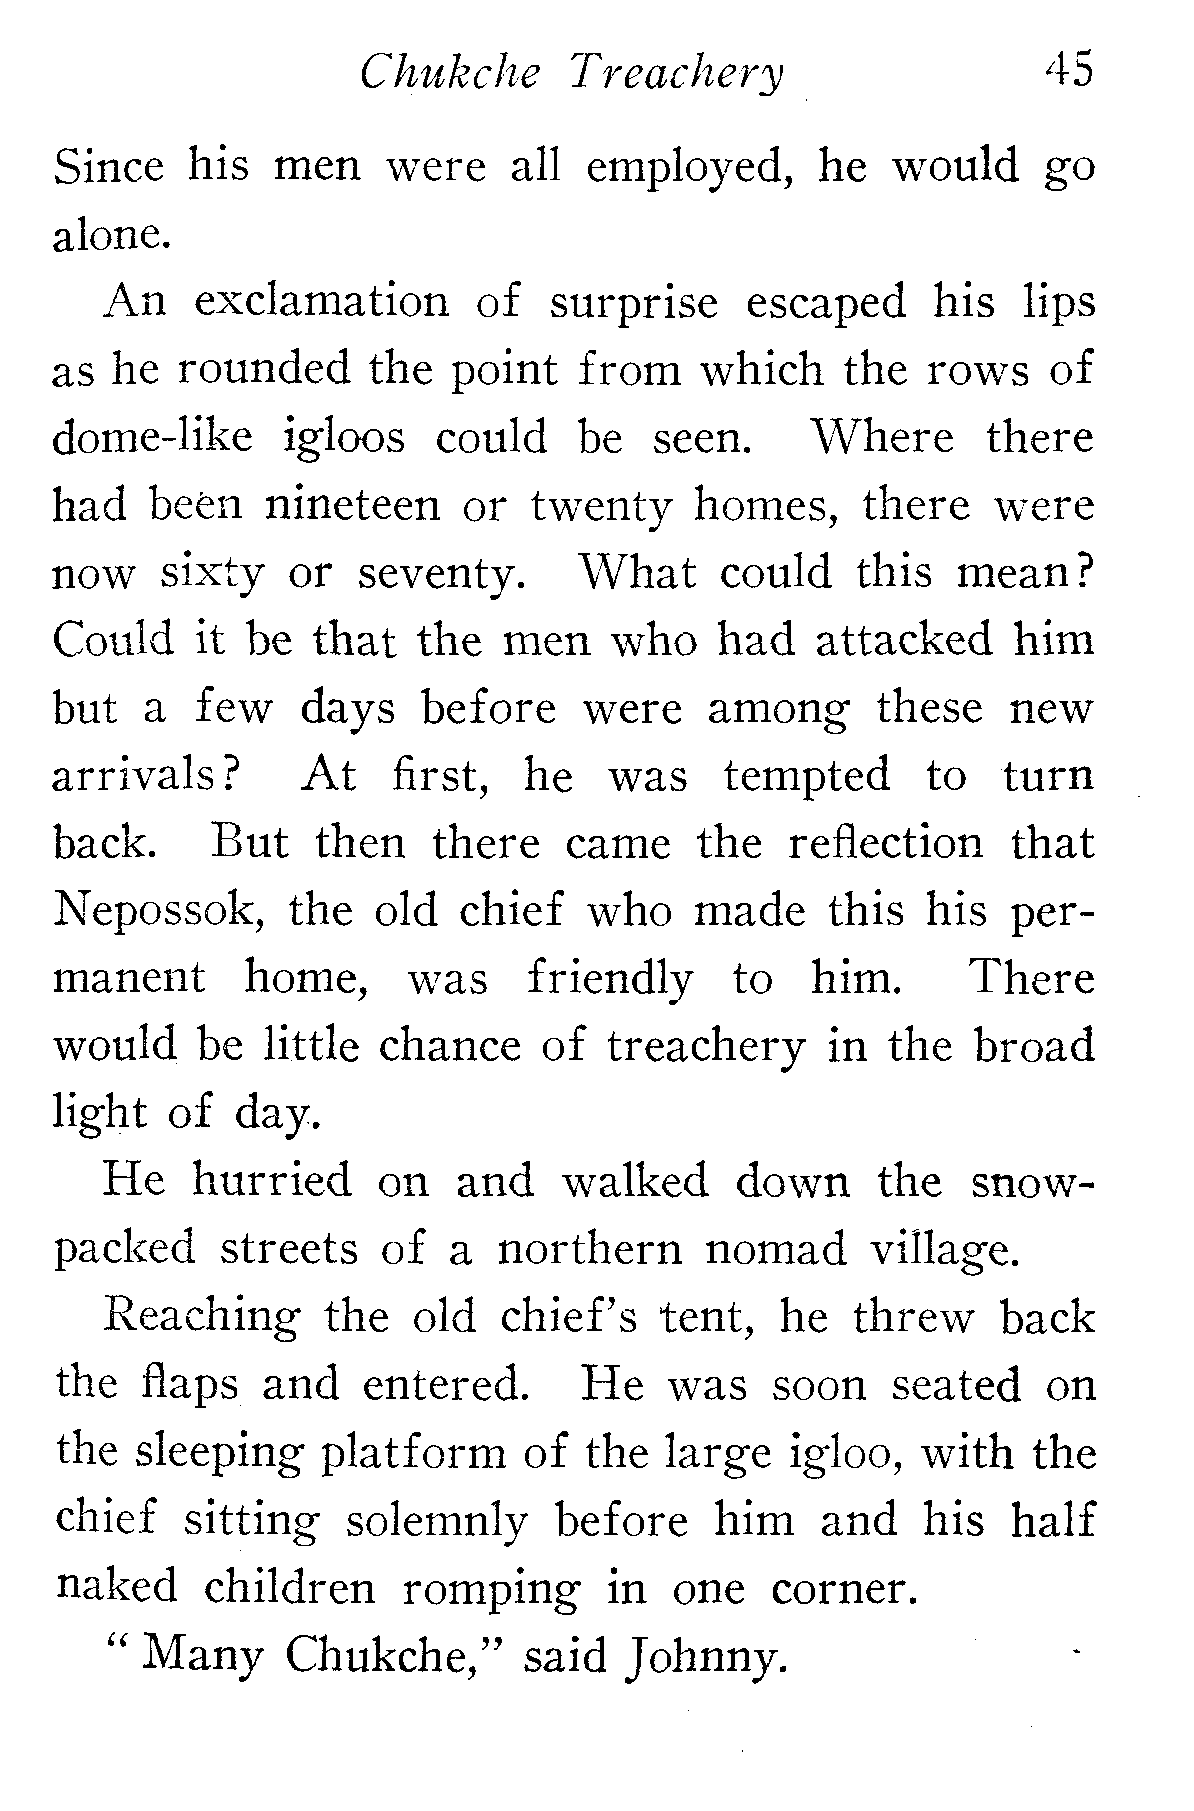 Chukche Treachery 45
Since his men were all employed, he would go
alone.
An exclamation of surprise escaped his lips
as he rounded the point from which the rows of
dome-like igloos could be seen. Where there
had been nineteen or twenty homes, there were
now sixty or seventy. What could this mean?
Could it be that the men who had attacked him
but a few days before were among these new
arrivals? At first, he was tempted to turn
back. But then there came the reflection that
Nepossok, the old chief who made this his per-
manent home, was friendly to him. There
would be little chance of treachery in the broad
light of day.
He hurried on and walked down the snow-
packed streets of a northern nomad village.
Reaching the old chief's tent, he threw back
the flaps and entered. He was soon seated on
the sleeping platform of the large igloo, with the
chief sitting solemnly before him and his half
naked children romping in one corner.
“ Many Chukche,” said Johnny.